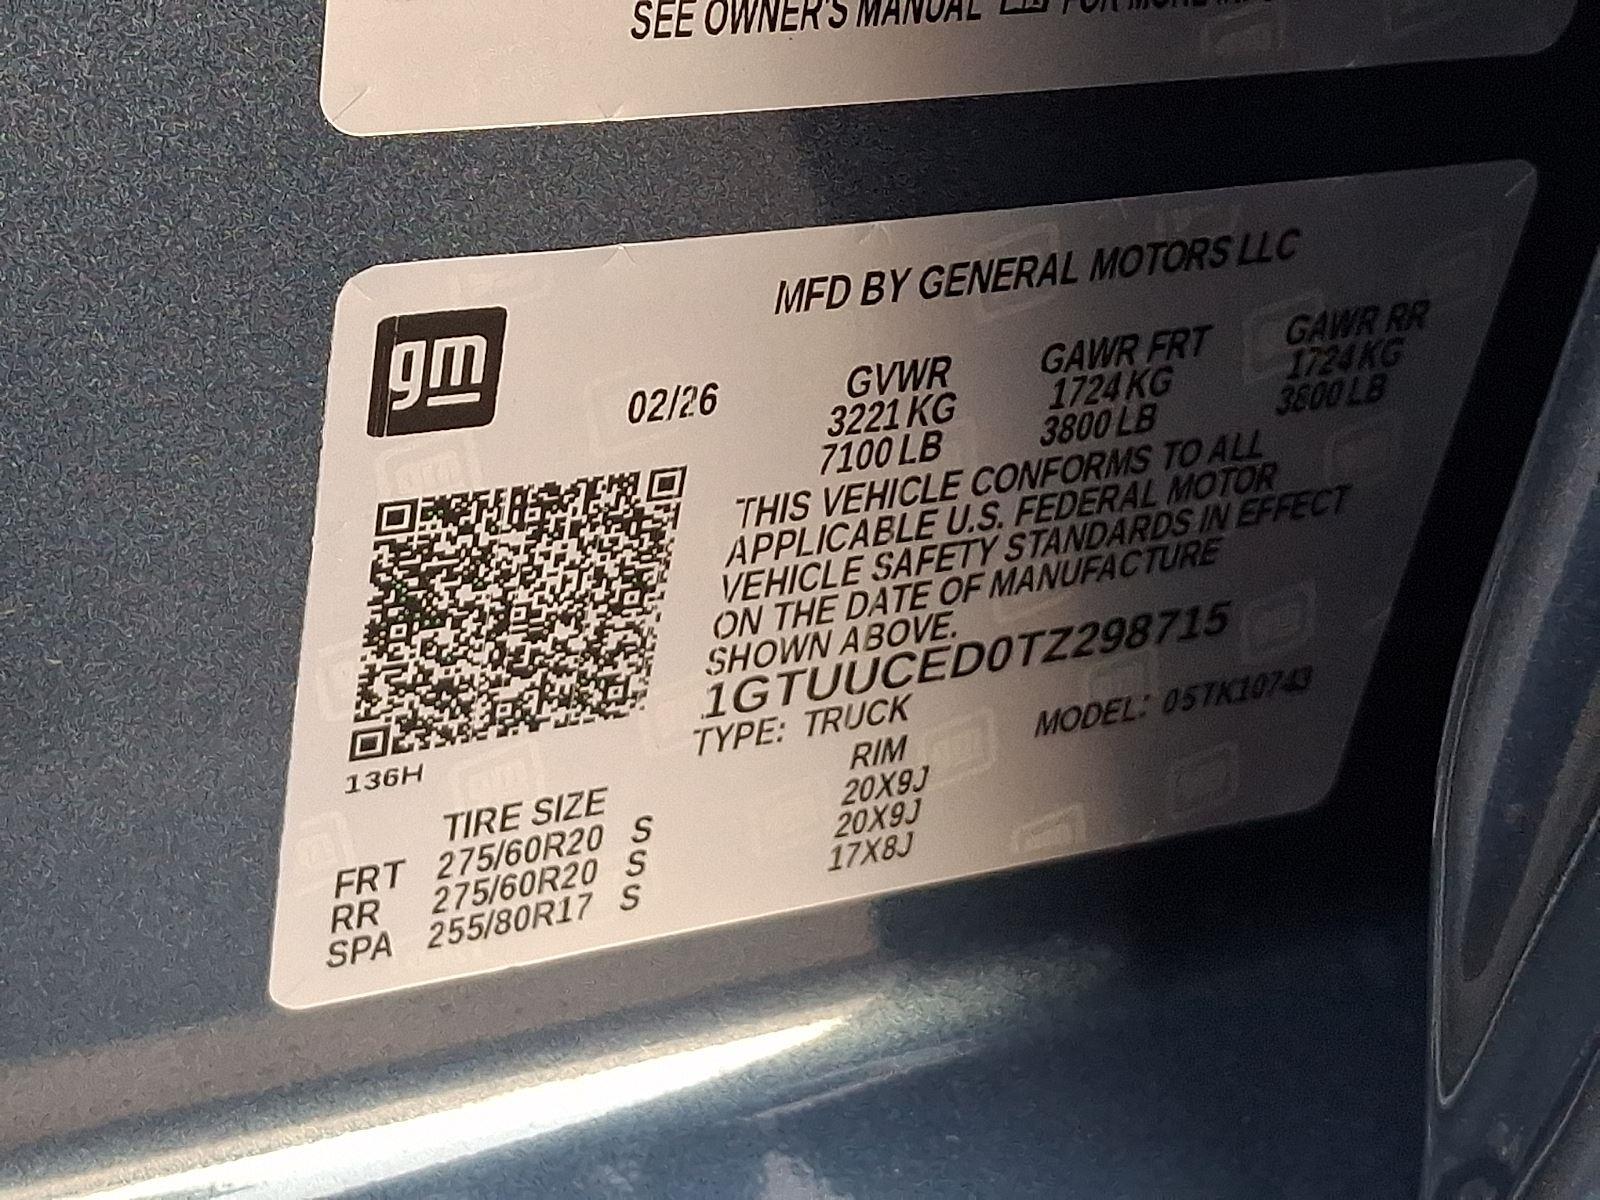 SEE OWNER'S MANUAL FOR MORE
gm
MFD BY GENERAL MOTORS LLC
02/26
GVWR GAWR FRT GAWR RR
3221 KG 1724 KG 1724 KG
7100 LB 3800 LB 3800 LB
THIS VEHICLE CONFORMS TO ALL
APPLICABLE U.S. FEDERAL MOTOR
VEHICLE SAFETY STANDARDS IN EFFECT
ON THE DATE OF MANUFACTURE
SHOWN ABOVE.
1GTUUCED0TZ298715
TYPE: TRUCK MODEL: 05TK10743
136H
TIRE SIZE RIM
FRT 275/60R20 S 20X9J
RR 275/60R20 S 20X9J
SPA 255/80R17 S 17X8J